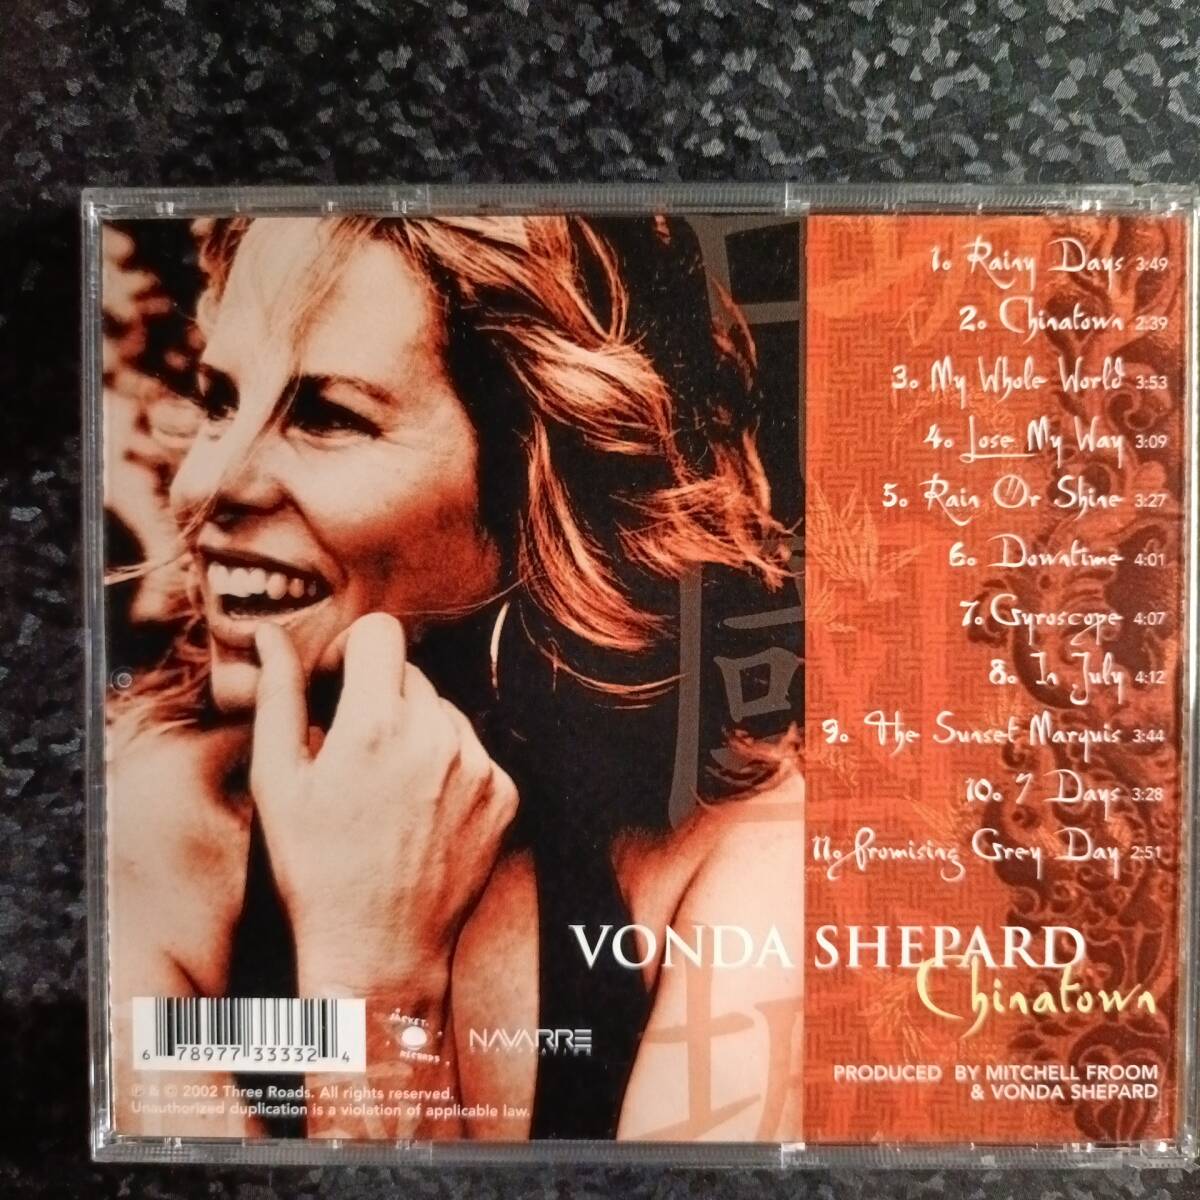 1. Rainy Days 3:49
2. Chinatown 2:39
3. My Whole World 3:53
4. Lose My Way 3:09
5. Rain Or Shine 3:27
6. Downtime 4:01
7. Gyroscope 4:07
8. In July 4:12
9. The Sunset Marquis 3:44
10. 7 Days 3:28
11. Promising Grey Day 2:51
VONDA SHEPARD
Chinatown
PRODUCED BY MITCHELL FROOM
& VONDA SHEPARD
6 78977 33332 4
RECORDS
NAVARRE
℗ & © 2002 Three Roads. All rights reserved.
Unauthorized duplication is a violation of applicable law.